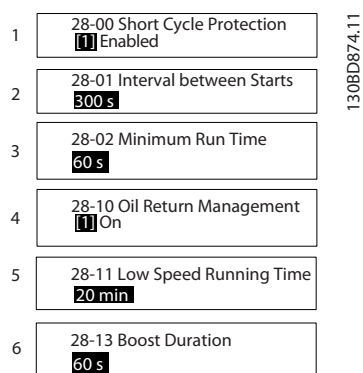 1
28-00 Short Cycle Protection
[1] Enabled
2
28-01 Interval between Starts
300 s
3
28-02 Minimum Run Time
60 s
4
28-10 Oil Return Management
[1] On
5
28-11 Low Speed Running Time
20 min
6
28-13 Boost Duration
60 s
130BD874.11